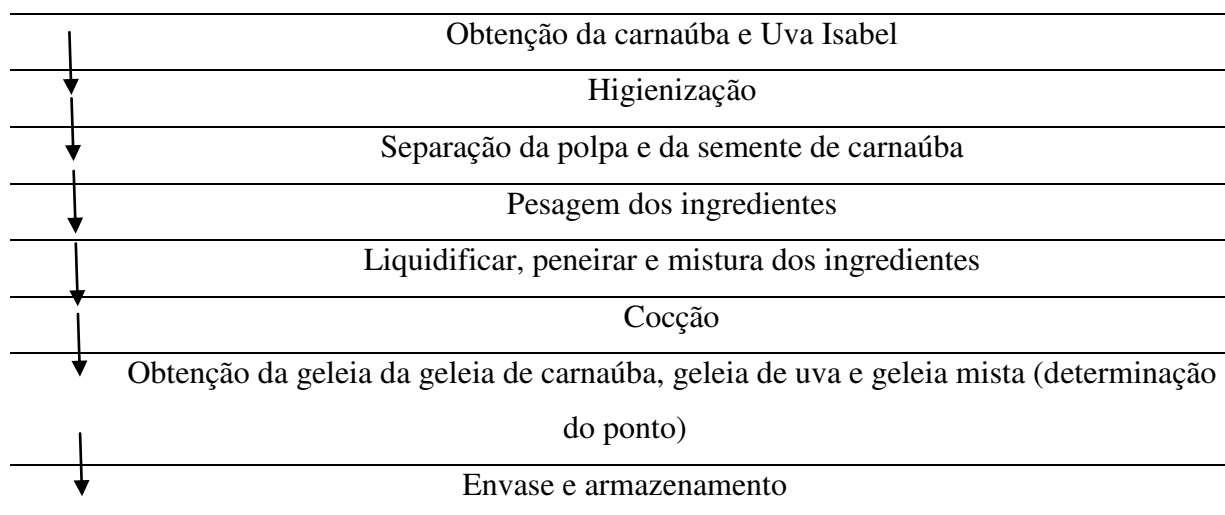 Obtenção da carnaúba e Uva Isabel
Higienização
Separação da polpa e da semente de carnaúba
Pesagem dos ingredientes
Liquidificar, peneirar e mistura dos ingredientes
Cocção
Obtenção da geleia da geleia de carnaúba, geleia de uva e geleia mista (determinação
do ponto)
Envase e armazenamento